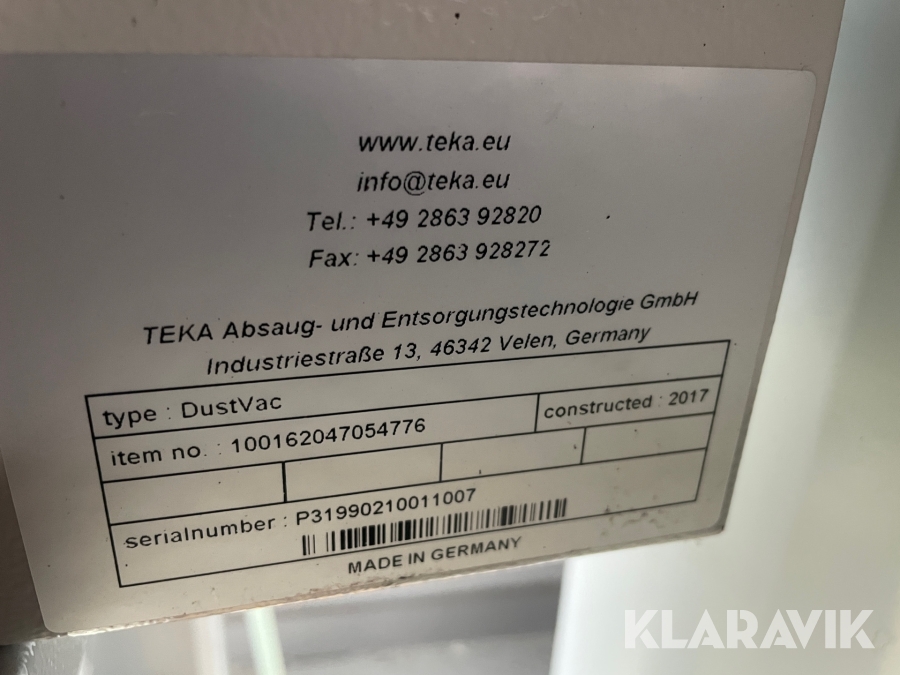 www.teka.eu
info@teka.eu
Tel.: +49 2863 92820
Fax: +49 2863 928272
TEKA Absaug- und Entsorgungstechnologie GmbH
Industriestraße 13, 46342 Velen, Germany
type : DustVac
item no. : 100162047054776
constructed : 2017
serialnumber : P31990210011007
MADE IN GERMANY
KLARAVIK